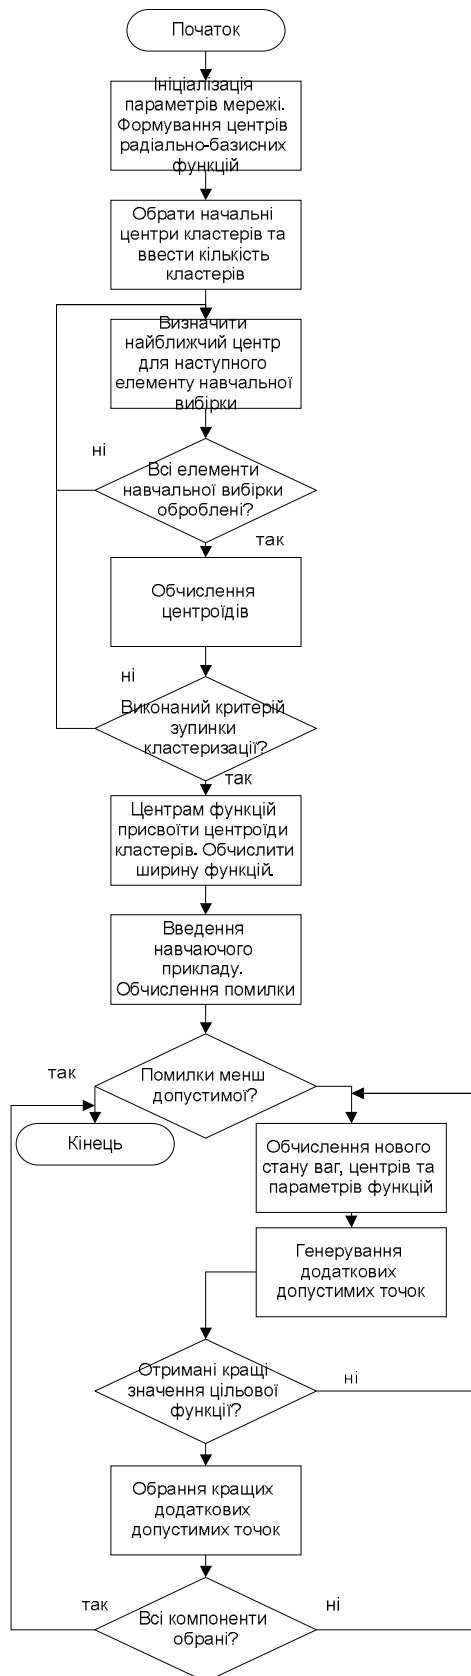 Початок
Ініціалізація
параметрів мережі.
Формування центрів
радіально-базисних
функцій
Обрати начальні
центри кластерів та
ввести кількість
кластерів
Визначити
найближчий центр
для наступного
елементу навчальної
вибірки
ні
Всі елементи
навчальної вибірки
оброблені?
так
Обчислення
центроїдів
ні
Виконаний критерій
зупинки
кластеризації?
так
Центрам функцій
присвоїти центроїди
кластерів. Обчислити
ширину функцій.
Введення
навчаючого
прикладу.
Обчислення помилки
так
Помилки менш
допустимої?
Кінець
Обчислення нового
стану ваг, центрів та
параметрів функцій
Генерування
додаткових
допустимих точок
Отримані кращі
значення цільової
функції?
ні
Обрання кращих
додаткових
допустимих точок
так
ні
Всі компоненти
обрані?